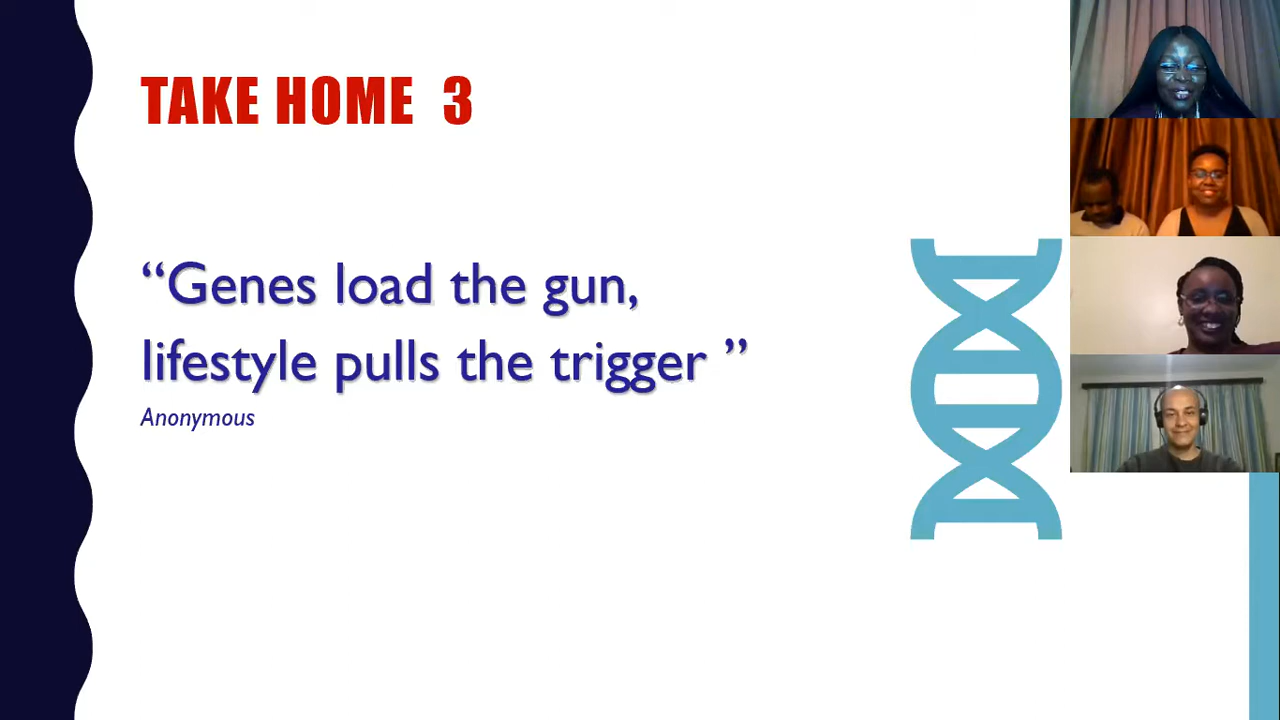 TAKE HOME 3
“Genes load the gun,
lifestyle pulls the trigger ”
Anonymous